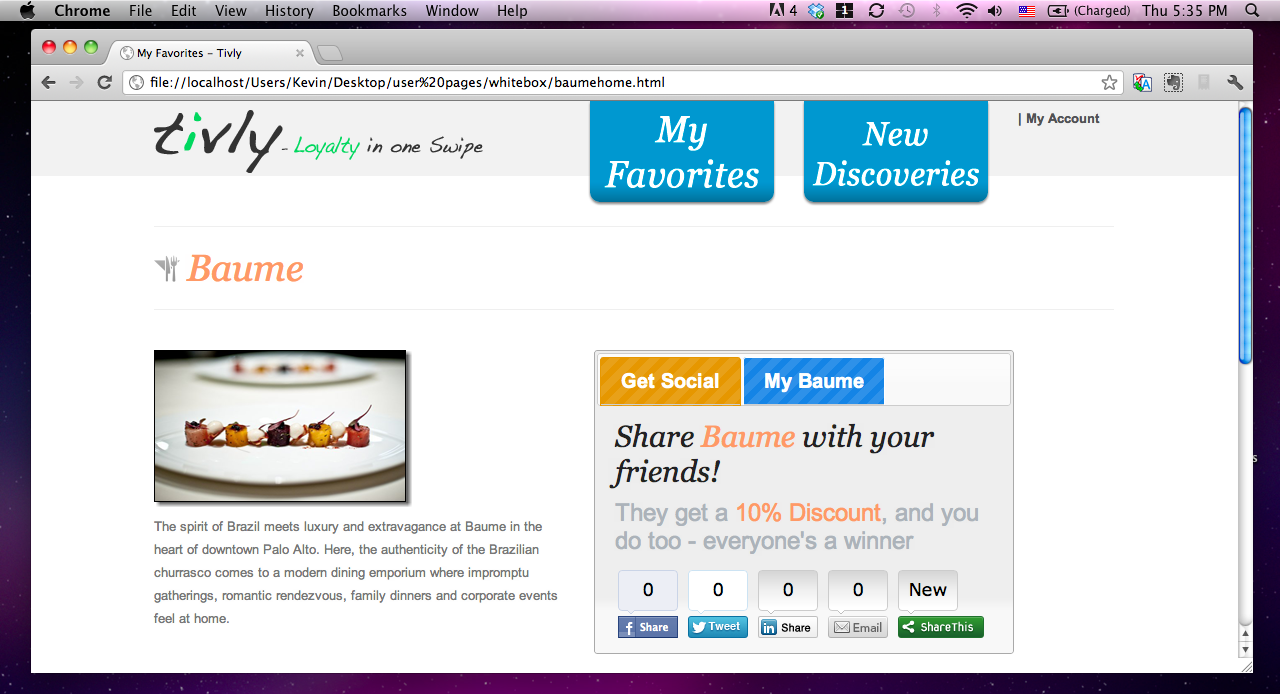 Chrome File Edit View History Bookmarks Window Help 4 1 (Charged) Thu 5:35 PM
My Favorites - Tivly
file://localhost/Users/Kevin/Desktop/user%20pages/whitebox/baumehome.html
tivly - Loyalty in one Swipe
My
Favorites
New
Discoveries
| My Account
Baume
The spirit of Brazil meets luxury and extravagance at Baume in the
heart of downtown Palo Alto. Here, the authenticity of the Brazilian
churrasco comes to a modern dining emporium where impromptu
gatherings, romantic rendezvous, family dinners and corporate events
feel at home.
Get Social My Baume
Share Baume with your
friends!
They get a 10% Discount, and you
do too - everyone's a winner
0 0 0 0 New
f Share Tweet in Share Email ShareThis